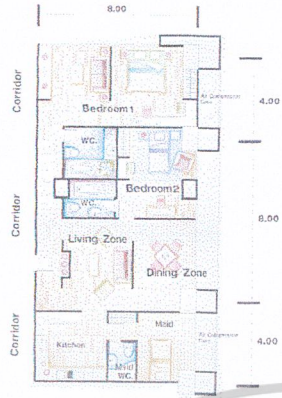 8.00
Corridor
Bedroom1
4.00
WC.
Corridor
Bedroom2
WC.
8.00
Living Zone
Dining Zone
Corridor
Maid
Kitchen
4.00
Maid
WC.